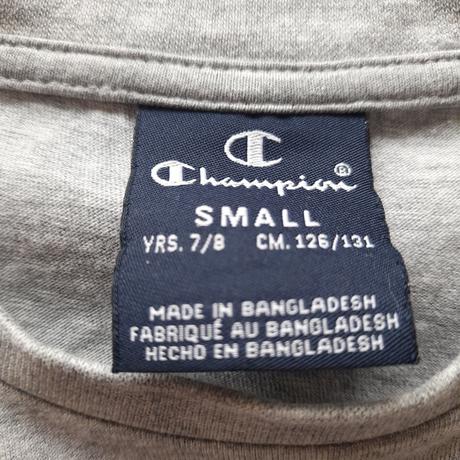 Champion®
SMALL
YRS. 7/8 CM. 126/131
MADE IN BANGLADESH
FABRIQUÉ AU BANGLADESH
HECHO EN BANGLADESH